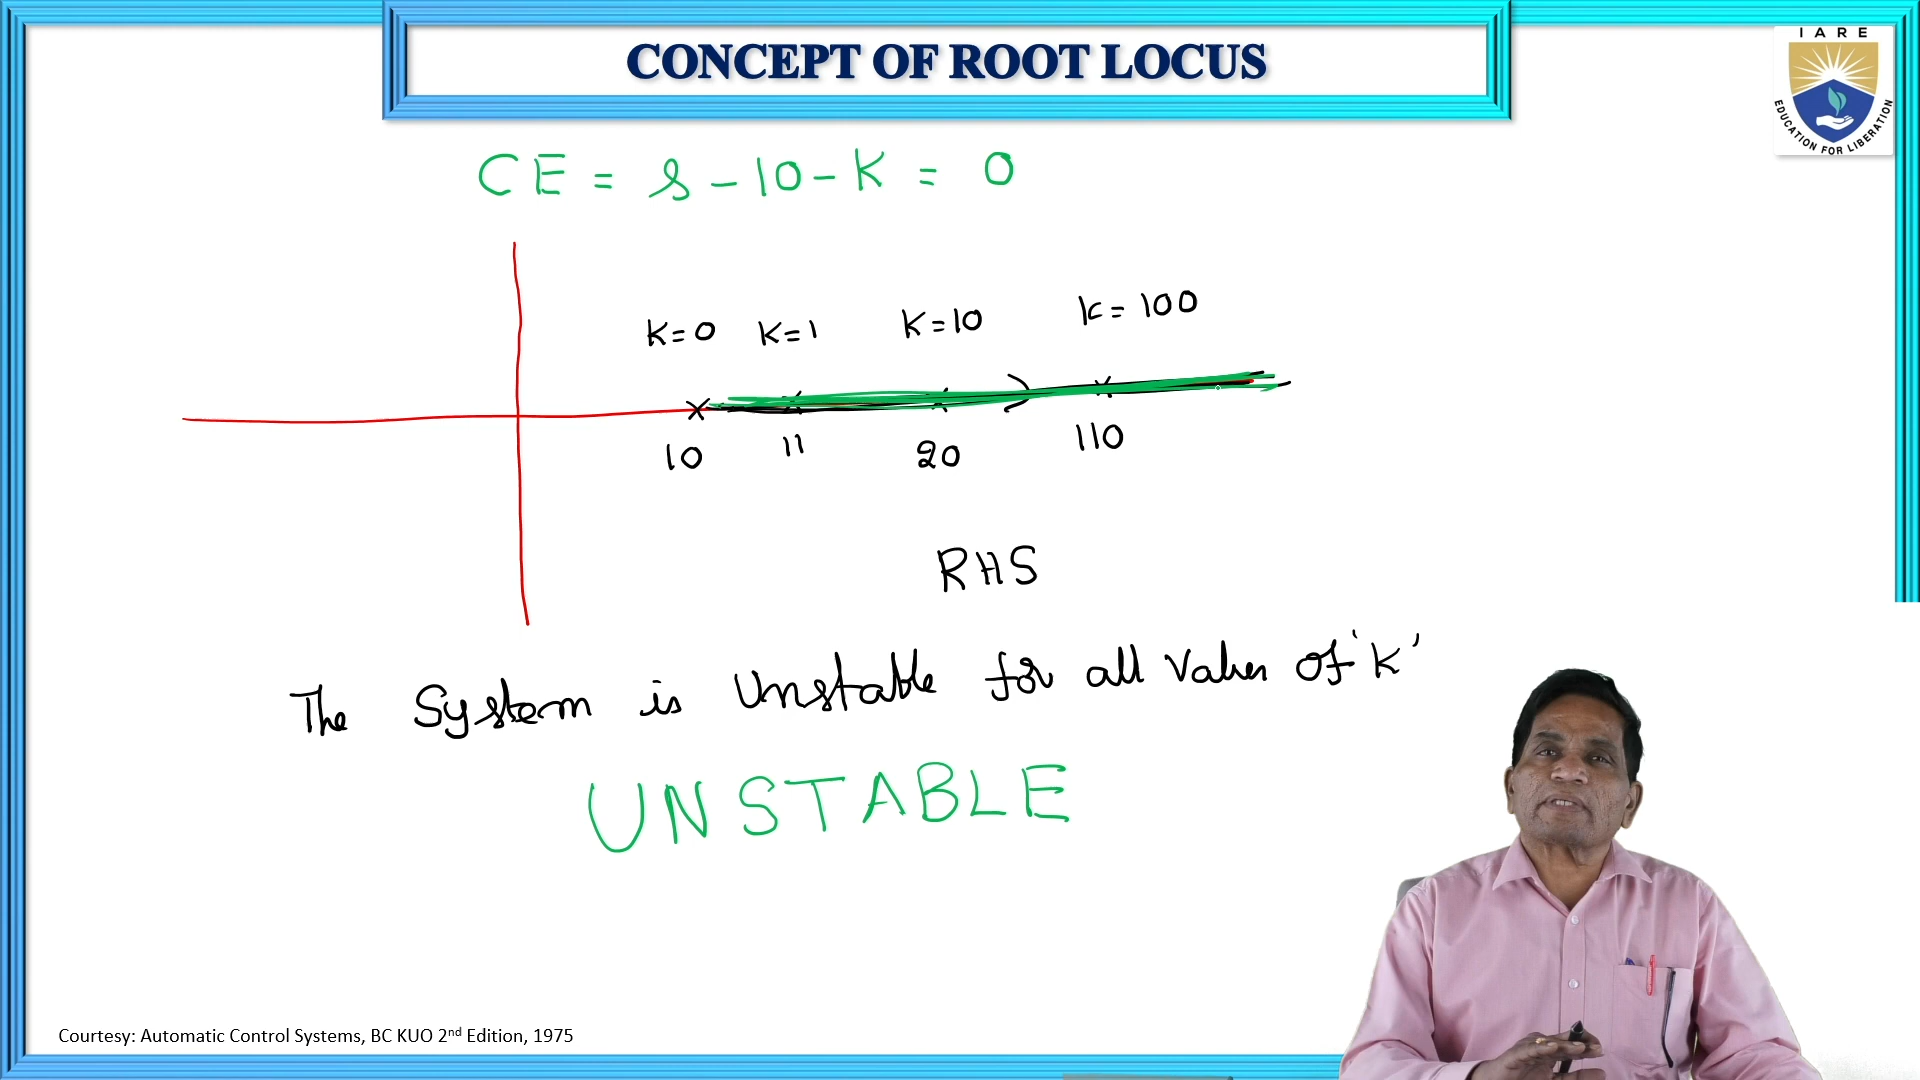 CONCEPT OF ROOT LOCUS
I A R E
EDUCATION FOR LIBERATION
CE = s - 10 - K = 0
K=0 K=1 K=10 K=100
10 11 20 110
RHS
The System is Unstable for all Values of 'K'
UNSTABLE
Courtesy: Automatic Control Systems, BC KUO 2nd Edition, 1975